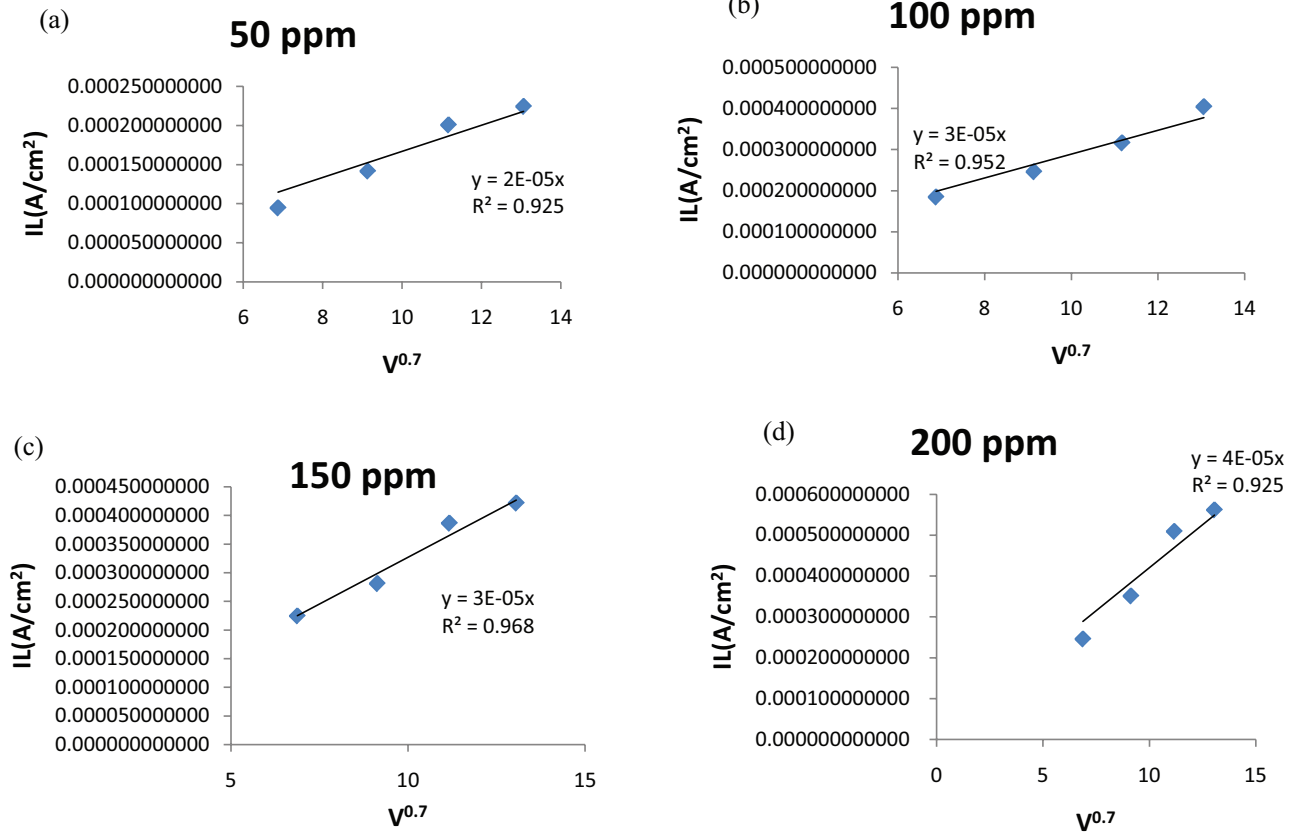 (a)
50 ppm
0.000250000000
0.000200000000
0.000150000000
0.000100000000
0.000050000000
0.000000000000
IL(A/cm²)
y = 2E-05x
R² = 0.925
6 8 10 12 14
V⁰·⁷
(b)
100 ppm
0.000500000000
0.000400000000
0.000300000000
0.000200000000
0.000100000000
0.000000000000
IL(A/cm²)
y = 3E-05x
R² = 0.952
6 8 10 12 14
V⁰·⁷
(c)
150 ppm
0.000450000000
0.000400000000
0.000350000000
0.000300000000
0.000250000000
0.000200000000
0.000150000000
0.000100000000
0.000050000000
0.000000000000
IL(A/cm²)
y = 3E-05x
R² = 0.968
5 10 15
V⁰·⁷
(d)
200 ppm
y = 4E-05x
R² = 0.925
0.000600000000
0.000500000000
0.000400000000
0.000300000000
0.000200000000
0.000100000000
0.000000000000
IL(A/cm²)
0 5 10 15
V⁰·⁷